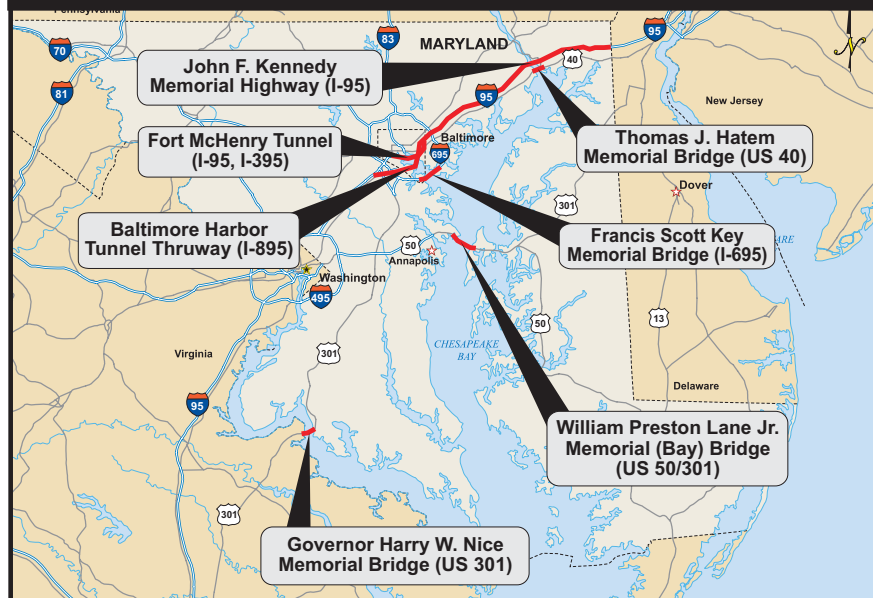 Pennsylvania
70
83
MARYLAND
95
40
N
81
John F. Kennedy
Memorial Highway (I-95)
95
New Jersey
Fort McHenry Tunnel
(I-95, I-395)
Baltimore
695
Thomas J. Hatem
Memorial Bridge (US 40)
Dover
301
Baltimore Harbor
Tunnel Thruway (I-895)
50
Annapolis
Francis Scott Key
Memorial Bridge (I-695)
Washington
495
50
13
CHESAPEAKE
BAY
301
Virginia
Delaware
95
William Preston Lane Jr.
Memorial (Bay) Bridge
(US 50/301)
301
Governor Harry W. Nice
Memorial Bridge (US 301)